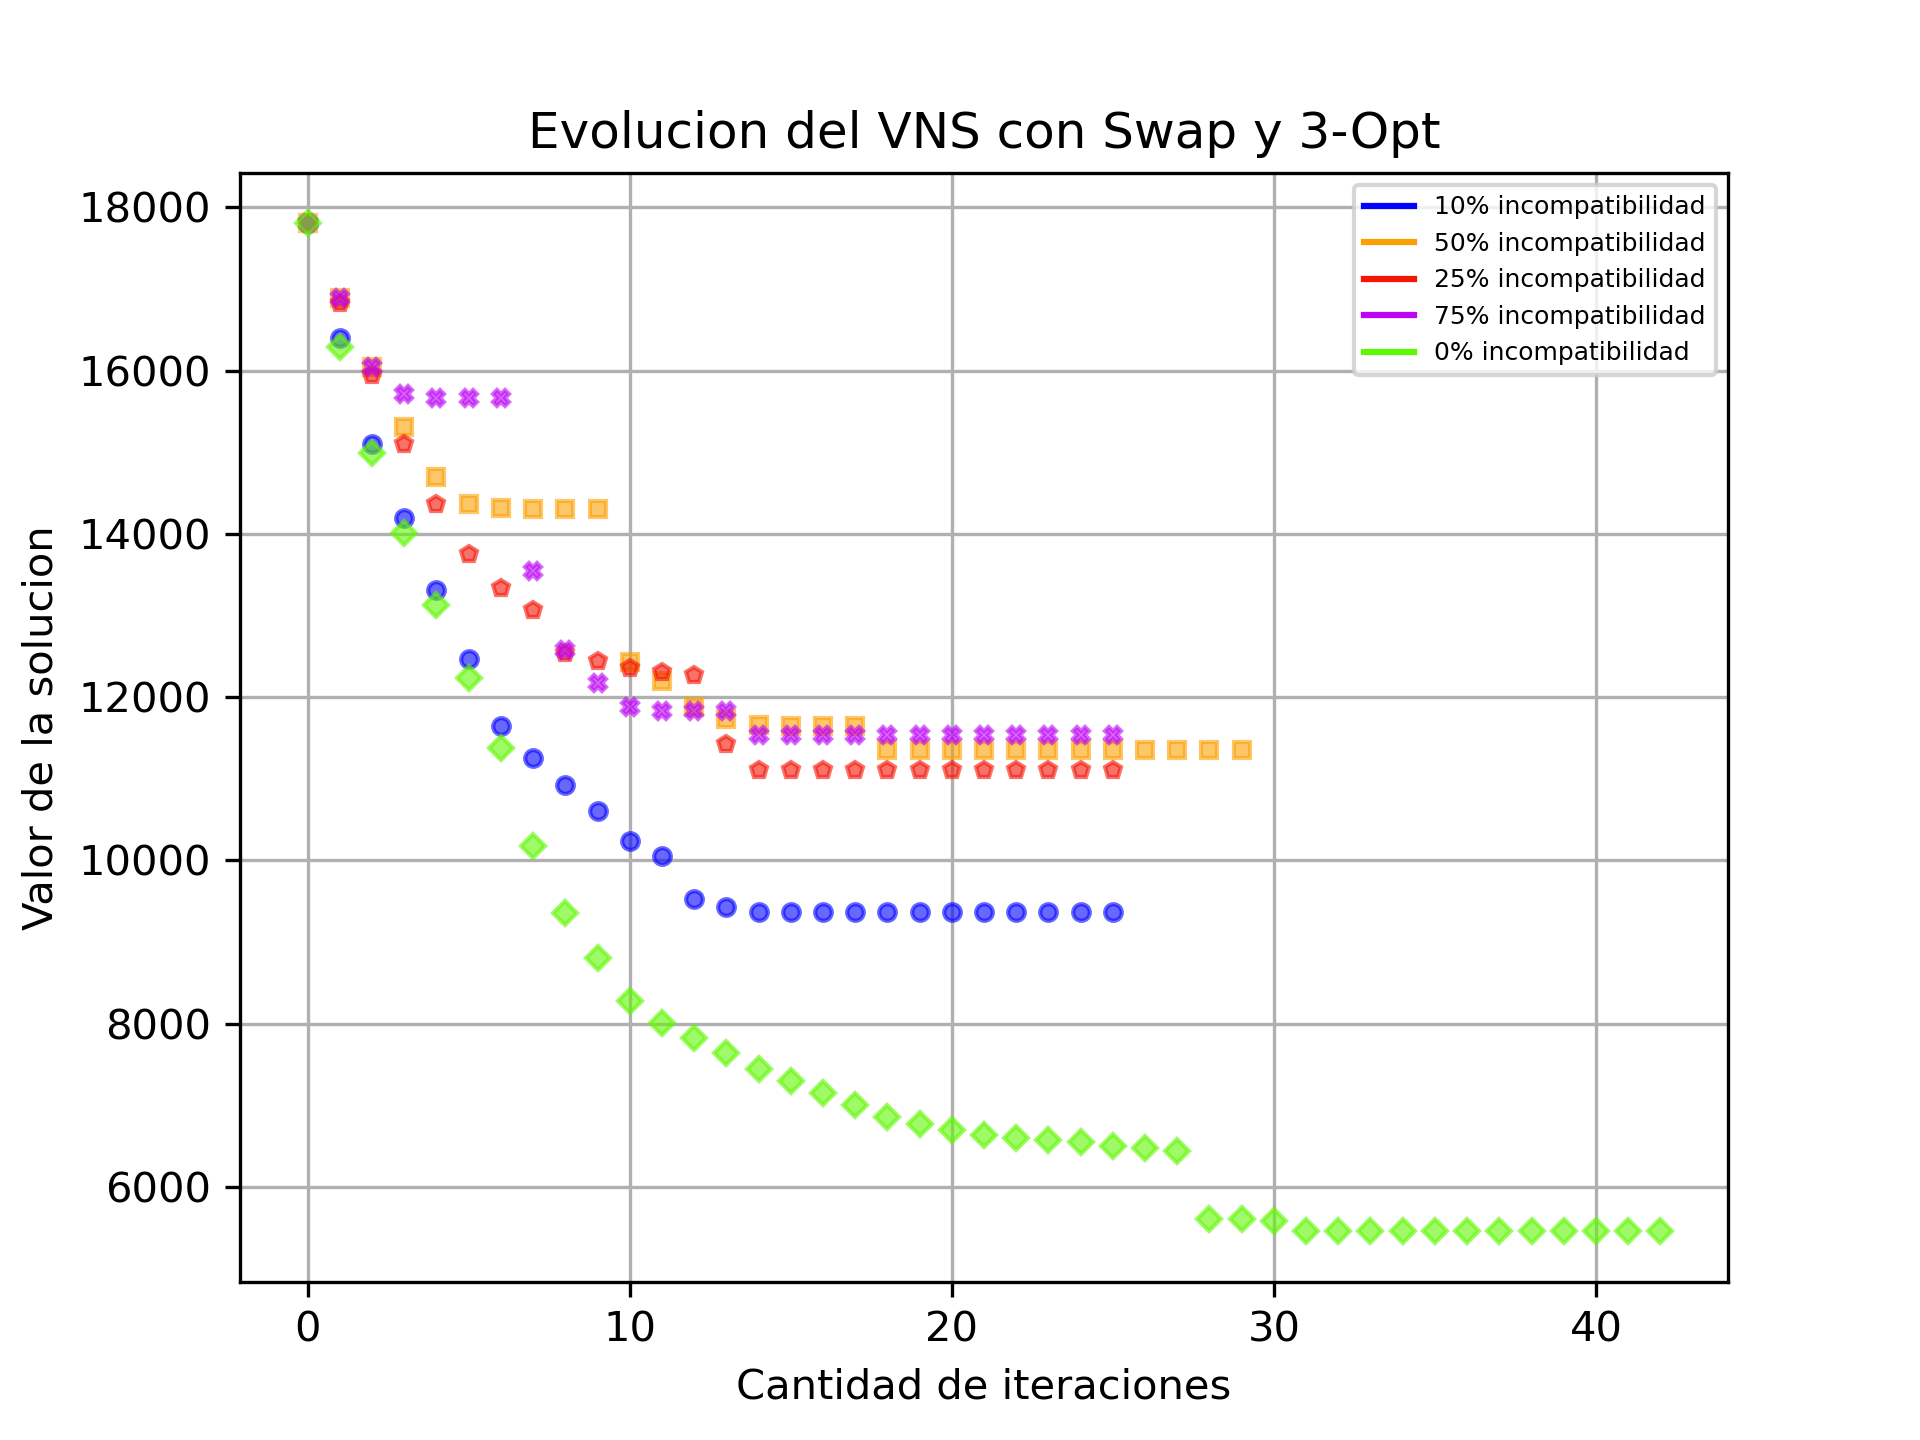 Evolucion del VNS con Swap y 3-Opt
10% incompatibilidad
50% incompatibilidad
25% incompatibilidad
75% incompatibilidad
0% incompatibilidad
18000
16000
14000
12000
10000
8000
6000
Valor de la solucion
0 10 20 30 40
Cantidad de iteraciones